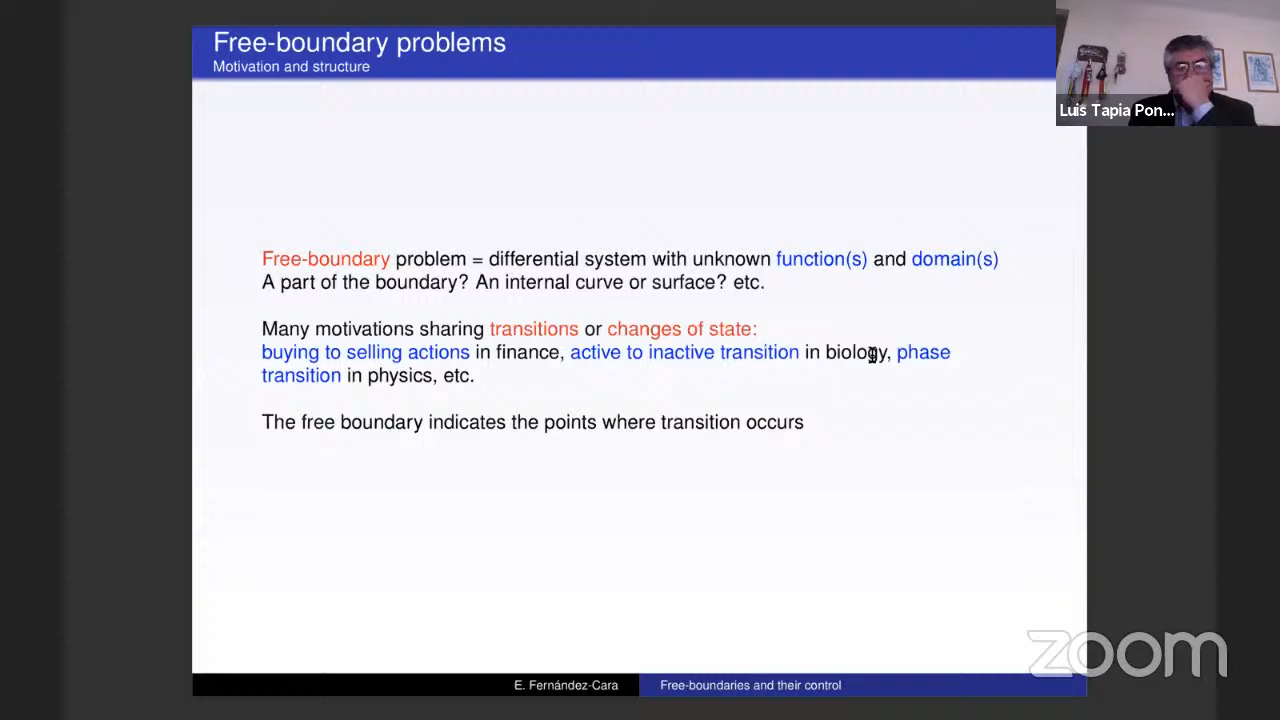 Free-boundary problems
Motivation and structure
Luis Tapia Pon...
Free-boundary problem = differential system with unknown function(s) and domain(s)
A part of the boundary? An internal curve or surface? etc.
Many motivations sharing transitions or changes of state:
buying to selling actions in finance, active to inactive transition in biology, phase
transition in physics, etc.
The free boundary indicates the points where transition occurs
zoom
E. Fernández-Cara
Free-boundaries and their control